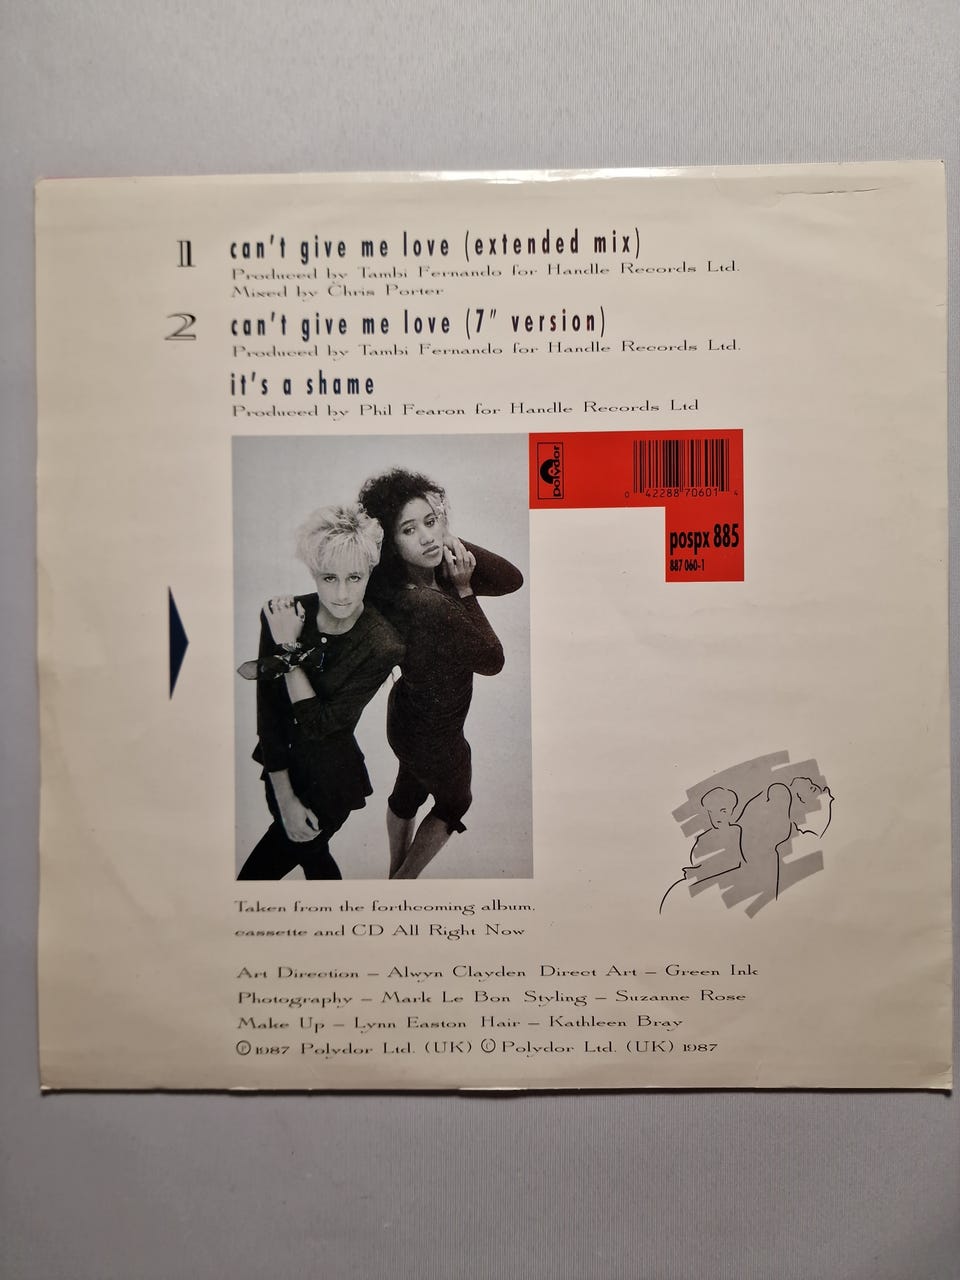 1 can't give me love (extended mix)
Produced by Tambi Fernando for Handle Records Ltd.
Mixed by Chris Porter
2 can't give me love (7" version)
Produced by Tambi Fernando for Handle Records Ltd.
it's a shame
Produced by Phil Fearon for Handle Records Ltd
polydor
0 42288 70601 4
pospx 885
887 060-1
Taken from the forthcoming album,
cassette and CD All Right Now
Art Direction – Alwyn Clayden Direct Art – Green Ink
Photography – Mark Le Bon Styling – Suzanne Rose
Make Up – Lynn Easton Hair – Kathleen Bray
℗1987 Polydor Ltd. (UK) © Polydor Ltd. (UK) 1987